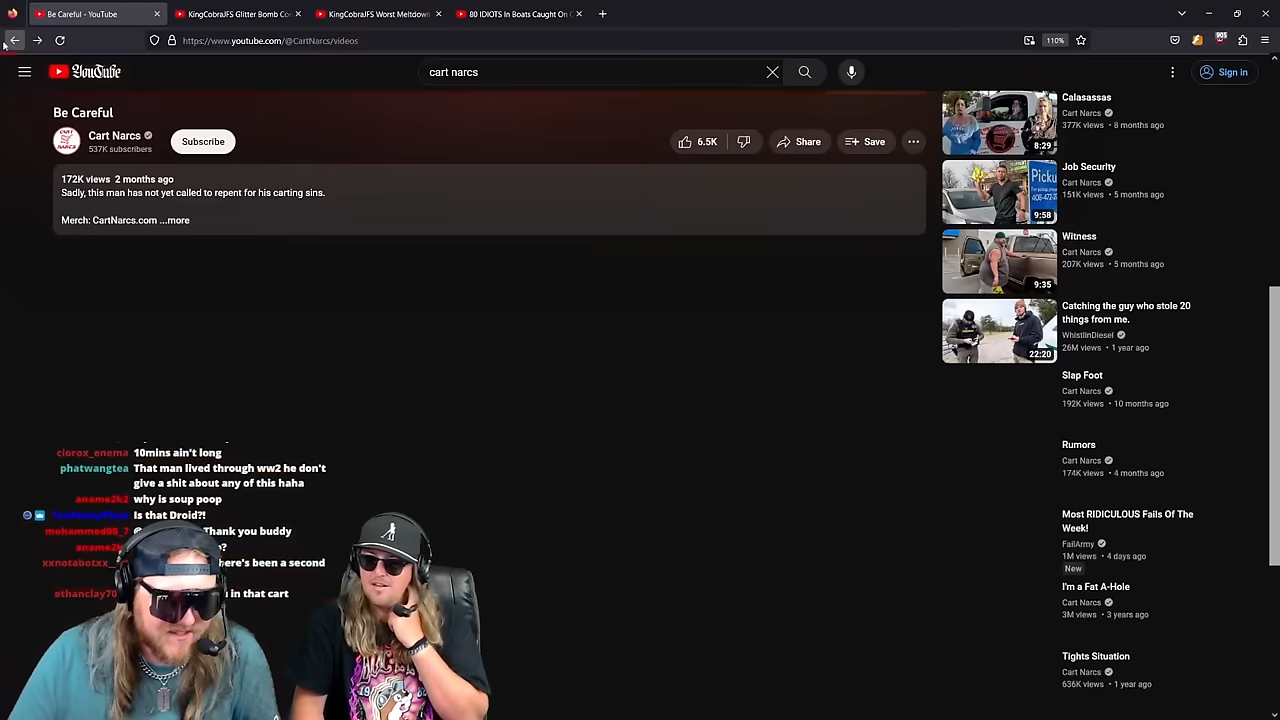 Be Careful - YouTube
KingCobraJFS Glitter Bomb Co
KingCobraJFS Worst Meltdown
80 IDIOTS In Boats Caught On C
https://www.youtube.com/@CartNarcs/videos
110%
905
YouTube
cart narcs
Sign in
Be Careful
Cart Narcs
537K subscribers
Subscribe
6.5K
Share
Save
172K views 2 months ago
Sadly, this man has not yet called to repent for his carting sins.
Merch: CartNarcs.com ...more
Calasassas
Cart Narcs
377K views • 8 months ago
8:29
Job Security
Cart Narcs
151K views • 5 months ago
9:58
Witness
Cart Narcs
207K views • 5 months ago
9:35
Catching the guy who stole 20
things from me.
WhistlinDiesel
26M views • 1 year ago
22:20
Slap Foot
Cart Narcs
192K views • 10 months ago
Rumors
Cart Narcs
174K views • 4 months ago
Most RIDICULOUS Fails Of The
Week!
FailArmy
1M views • 4 days ago
New
I'm a Fat A-Hole
Cart Narcs
3M views • 3 years ago
Tights Situation
Cart Narcs
636K views • 1 year ago
clorox_enema 10mins ain't long
phatwangtea That man lived through ww2 he don't
give a shit about any of this haha
aname2k2 why is soup poop
Is that Droid?!
mohammed00_7 Thank you buddy
aname2k ?
xxnotabotxx_ here's been a second
ethanclay70 in that cart